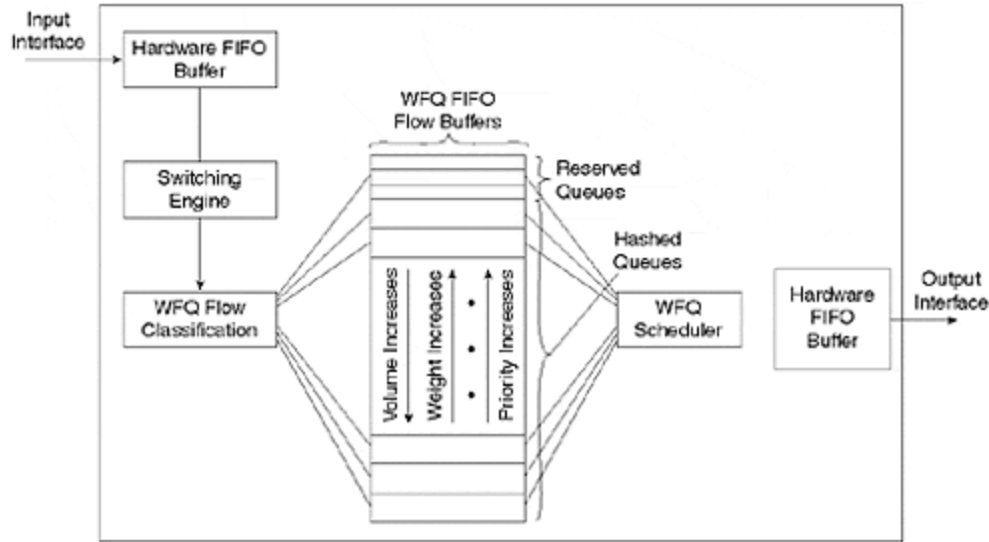 Input
Interface
Hardware FIFO
Buffer
WFQ FIFO
Flow Buffers
Switching
Engine
Reserved
Queues
Hashed
Queues
WFQ Flow
Classification
Volume Increases
Weight Increases
Priority Increases
WFQ
Scheduler
Hardware
FIFO
Buffer
Output
Interface